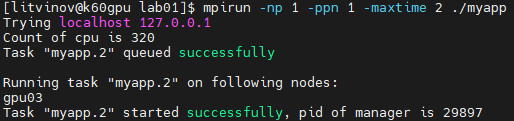 [litvinov@k60gpu lab01]$ mpirun -np 1 -ppn 1 -maxtime 2 ./myapp
Trying localhost 127.0.0.1
Count of cpu is 320
Task "myapp.2" queued successfully
Running task "myapp.2" on following nodes:
gpu03
Task "myapp.2" started successfully, pid of manager is 29897